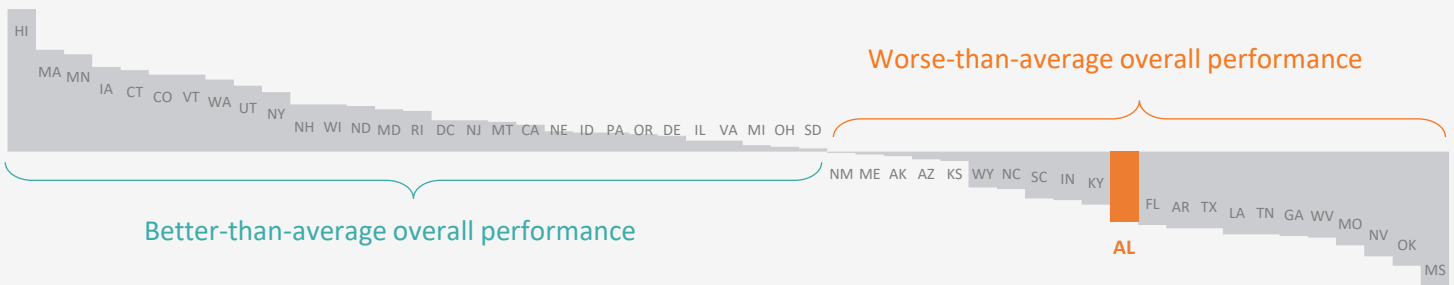 HI MA MN IA CT CO VT WA UT NY NH WI ND MD RI DC NJ MT CA NE ID PA OR DE IL VA MI OH SD
Worse-than-average overall performance
NM ME AK AZ KS WY NC SC IN KY AL FL AR TX LA TN GA WV MO NV OK MS
Better-than-average overall performance